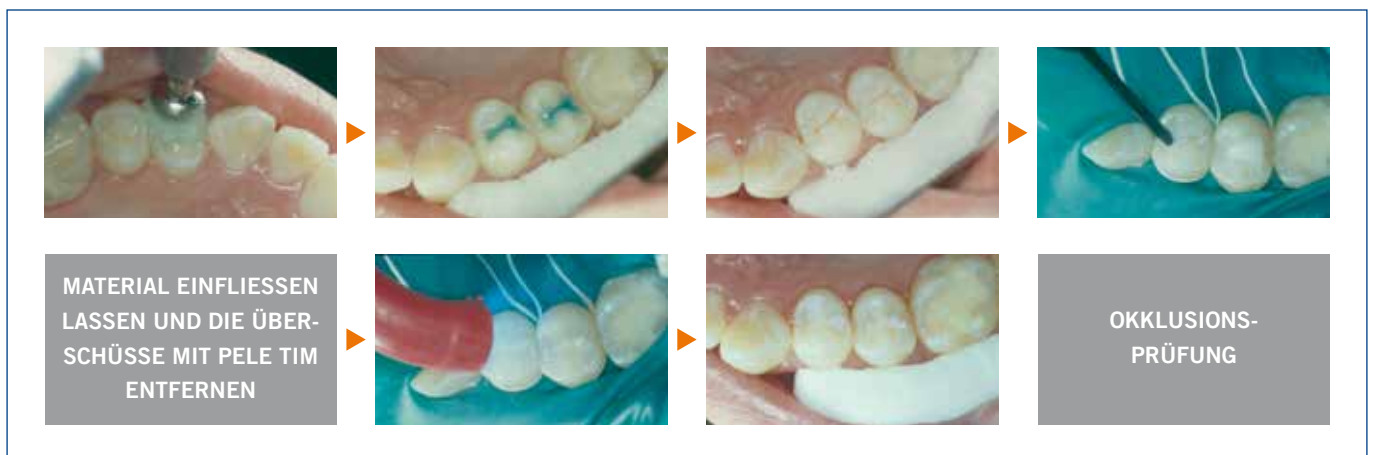 MATERIAL EINFLIESSEN
LASSEN UND DIE ÜBER-
SCHÜSSE MIT PELE TIM
ENTFERNEN
OKKLUSIONS-
PRÜFUNG